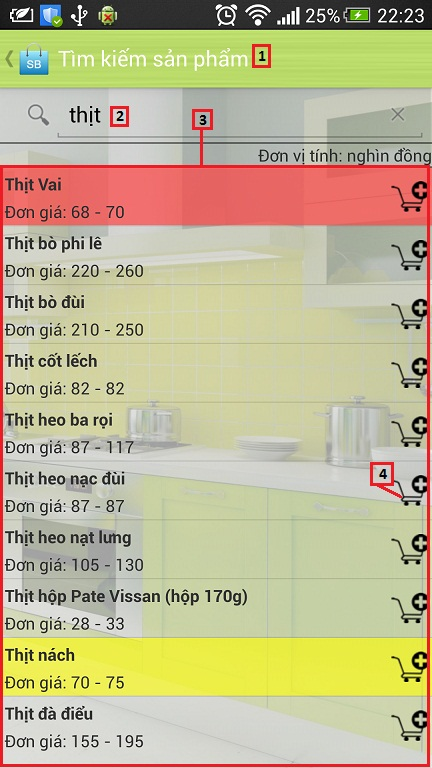 25% 22:23
SB Tìm kiếm sản phẩm 1
thịt 2
3
Đơn vị tính: nghìn đồng
Thịt Vai
Đơn giá: 68 - 70
Thịt bò phi lê
Đơn giá: 220 - 260
Thịt bò đùi
Đơn giá: 210 - 250
Thịt cốt lếch
Đơn giá: 82 - 82
Thịt heo ba rọi
Đơn giá: 87 - 117
Thịt heo nạc đùi
4
Đơn giá: 87 - 87
Thịt heo nạt lưng
Đơn giá: 105 - 130
Thịt hộp Pate Vissan (hộp 170g)
Đơn giá: 28 - 33
Thịt nách
Đơn giá: 70 - 75
Thịt đà điểu
Đơn giá: 155 - 195